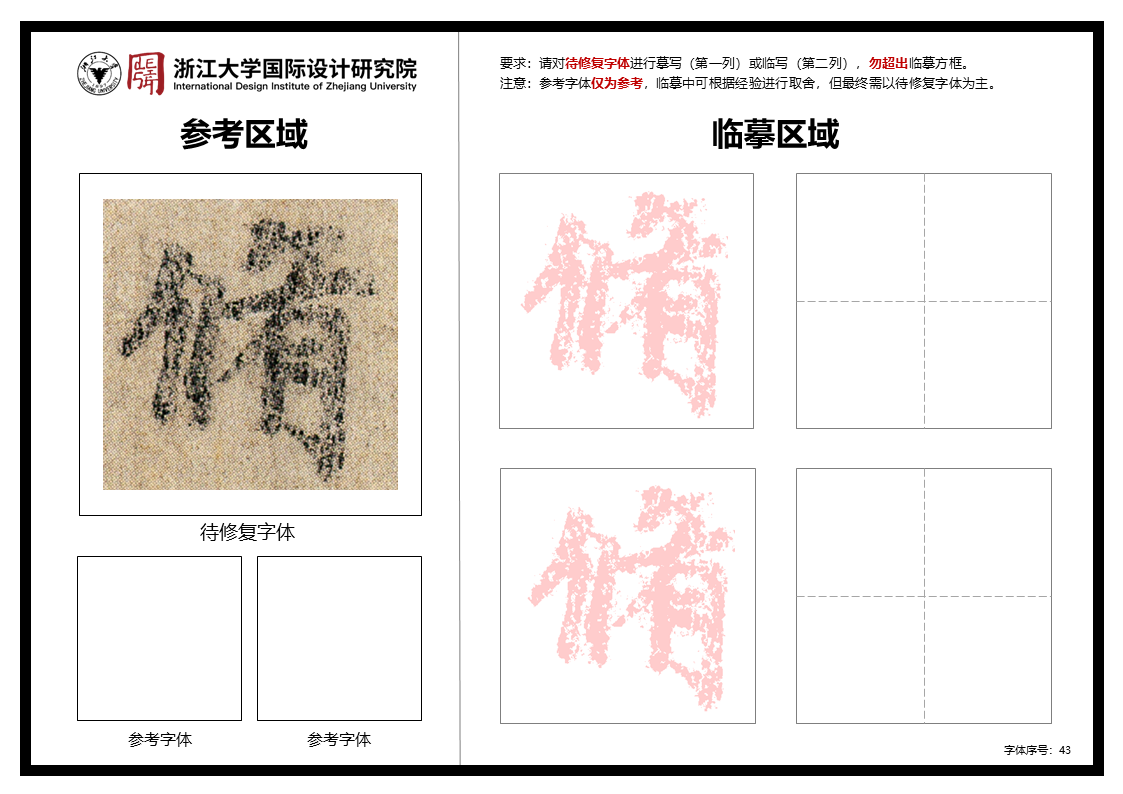 浙江大学国际设计研究院
International Design Institute of Zhejiang University
参考区域
脩
待修复字体
参考字体
参考字体
要求：请对待修复字体进行摹写（第一列）或临写（第二列），勿超出临摹方框。
注意：参考字体仅为参考，临摹中可根据经验进行取舍，但最终需以待修复字体为主。
临摹区域
脩
脩
字体序号：43